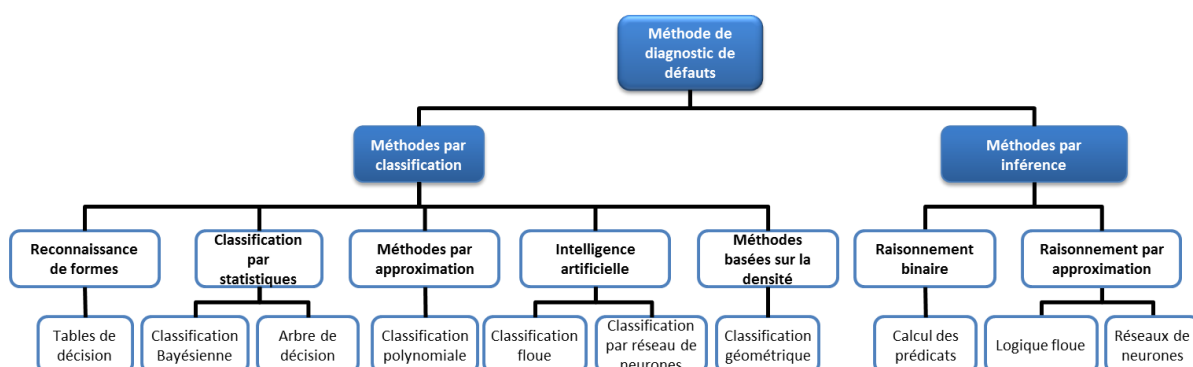 Méthode de
diagnostic de
défauts
Méthodes par
classification
Méthodes par
inférence
Reconnaissance
de formes
Classification
par
statistiques
Méthodes par
approximation
Intelligence
artificielle
Méthodes
basées sur la
densité
Raisonnement
binaire
Raisonnement par
approximation
Tables de
décision
Classification
Bayésienne
Arbre de
décision
Classification
polynomiale
Classification
floue
Classification
par réseau de
neurones
Classification
géométrique
Calcul des
prédicats
Logique floue
Réseaux de
neurones